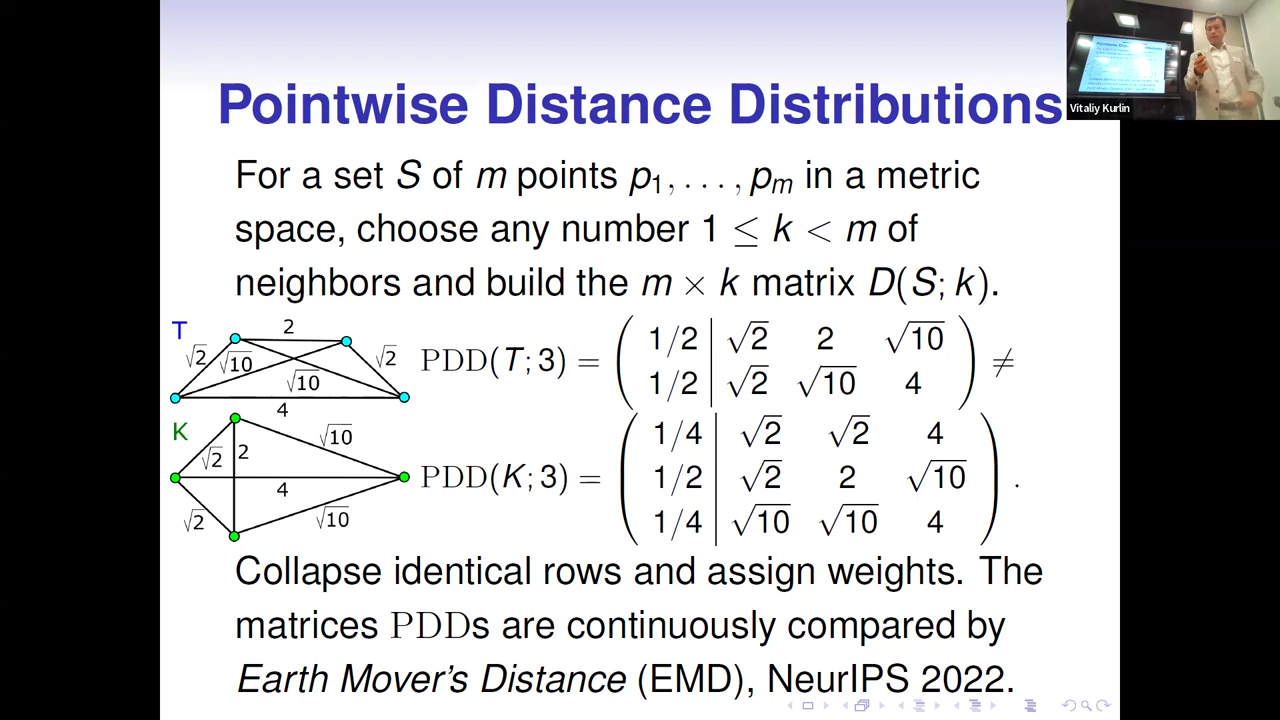 Vitaliy Kurlin
Pointwise Distance Distributions
For a set S of m points p₁, . . . , pₘ in a metric
space, choose any number 1 ≤ k < m of
neighbors and build the m × k matrix D(S; k).
T
2
√2
√10
√10
√2
4
PDD(T; 3) =
1/2 | √2 2 √10
1/2 | √2 √10 4
≠
K
√2
2
√10
4
√2
√10
PDD(K; 3) =
1/4 | √2 √2 4
1/2 | √2 2 √10
1/4 | √10 √10 4
.
Collapse identical rows and assign weights. The
matrices PDDs are continuously compared by
Earth Mover's Distance (EMD), NeurIPS 2022.